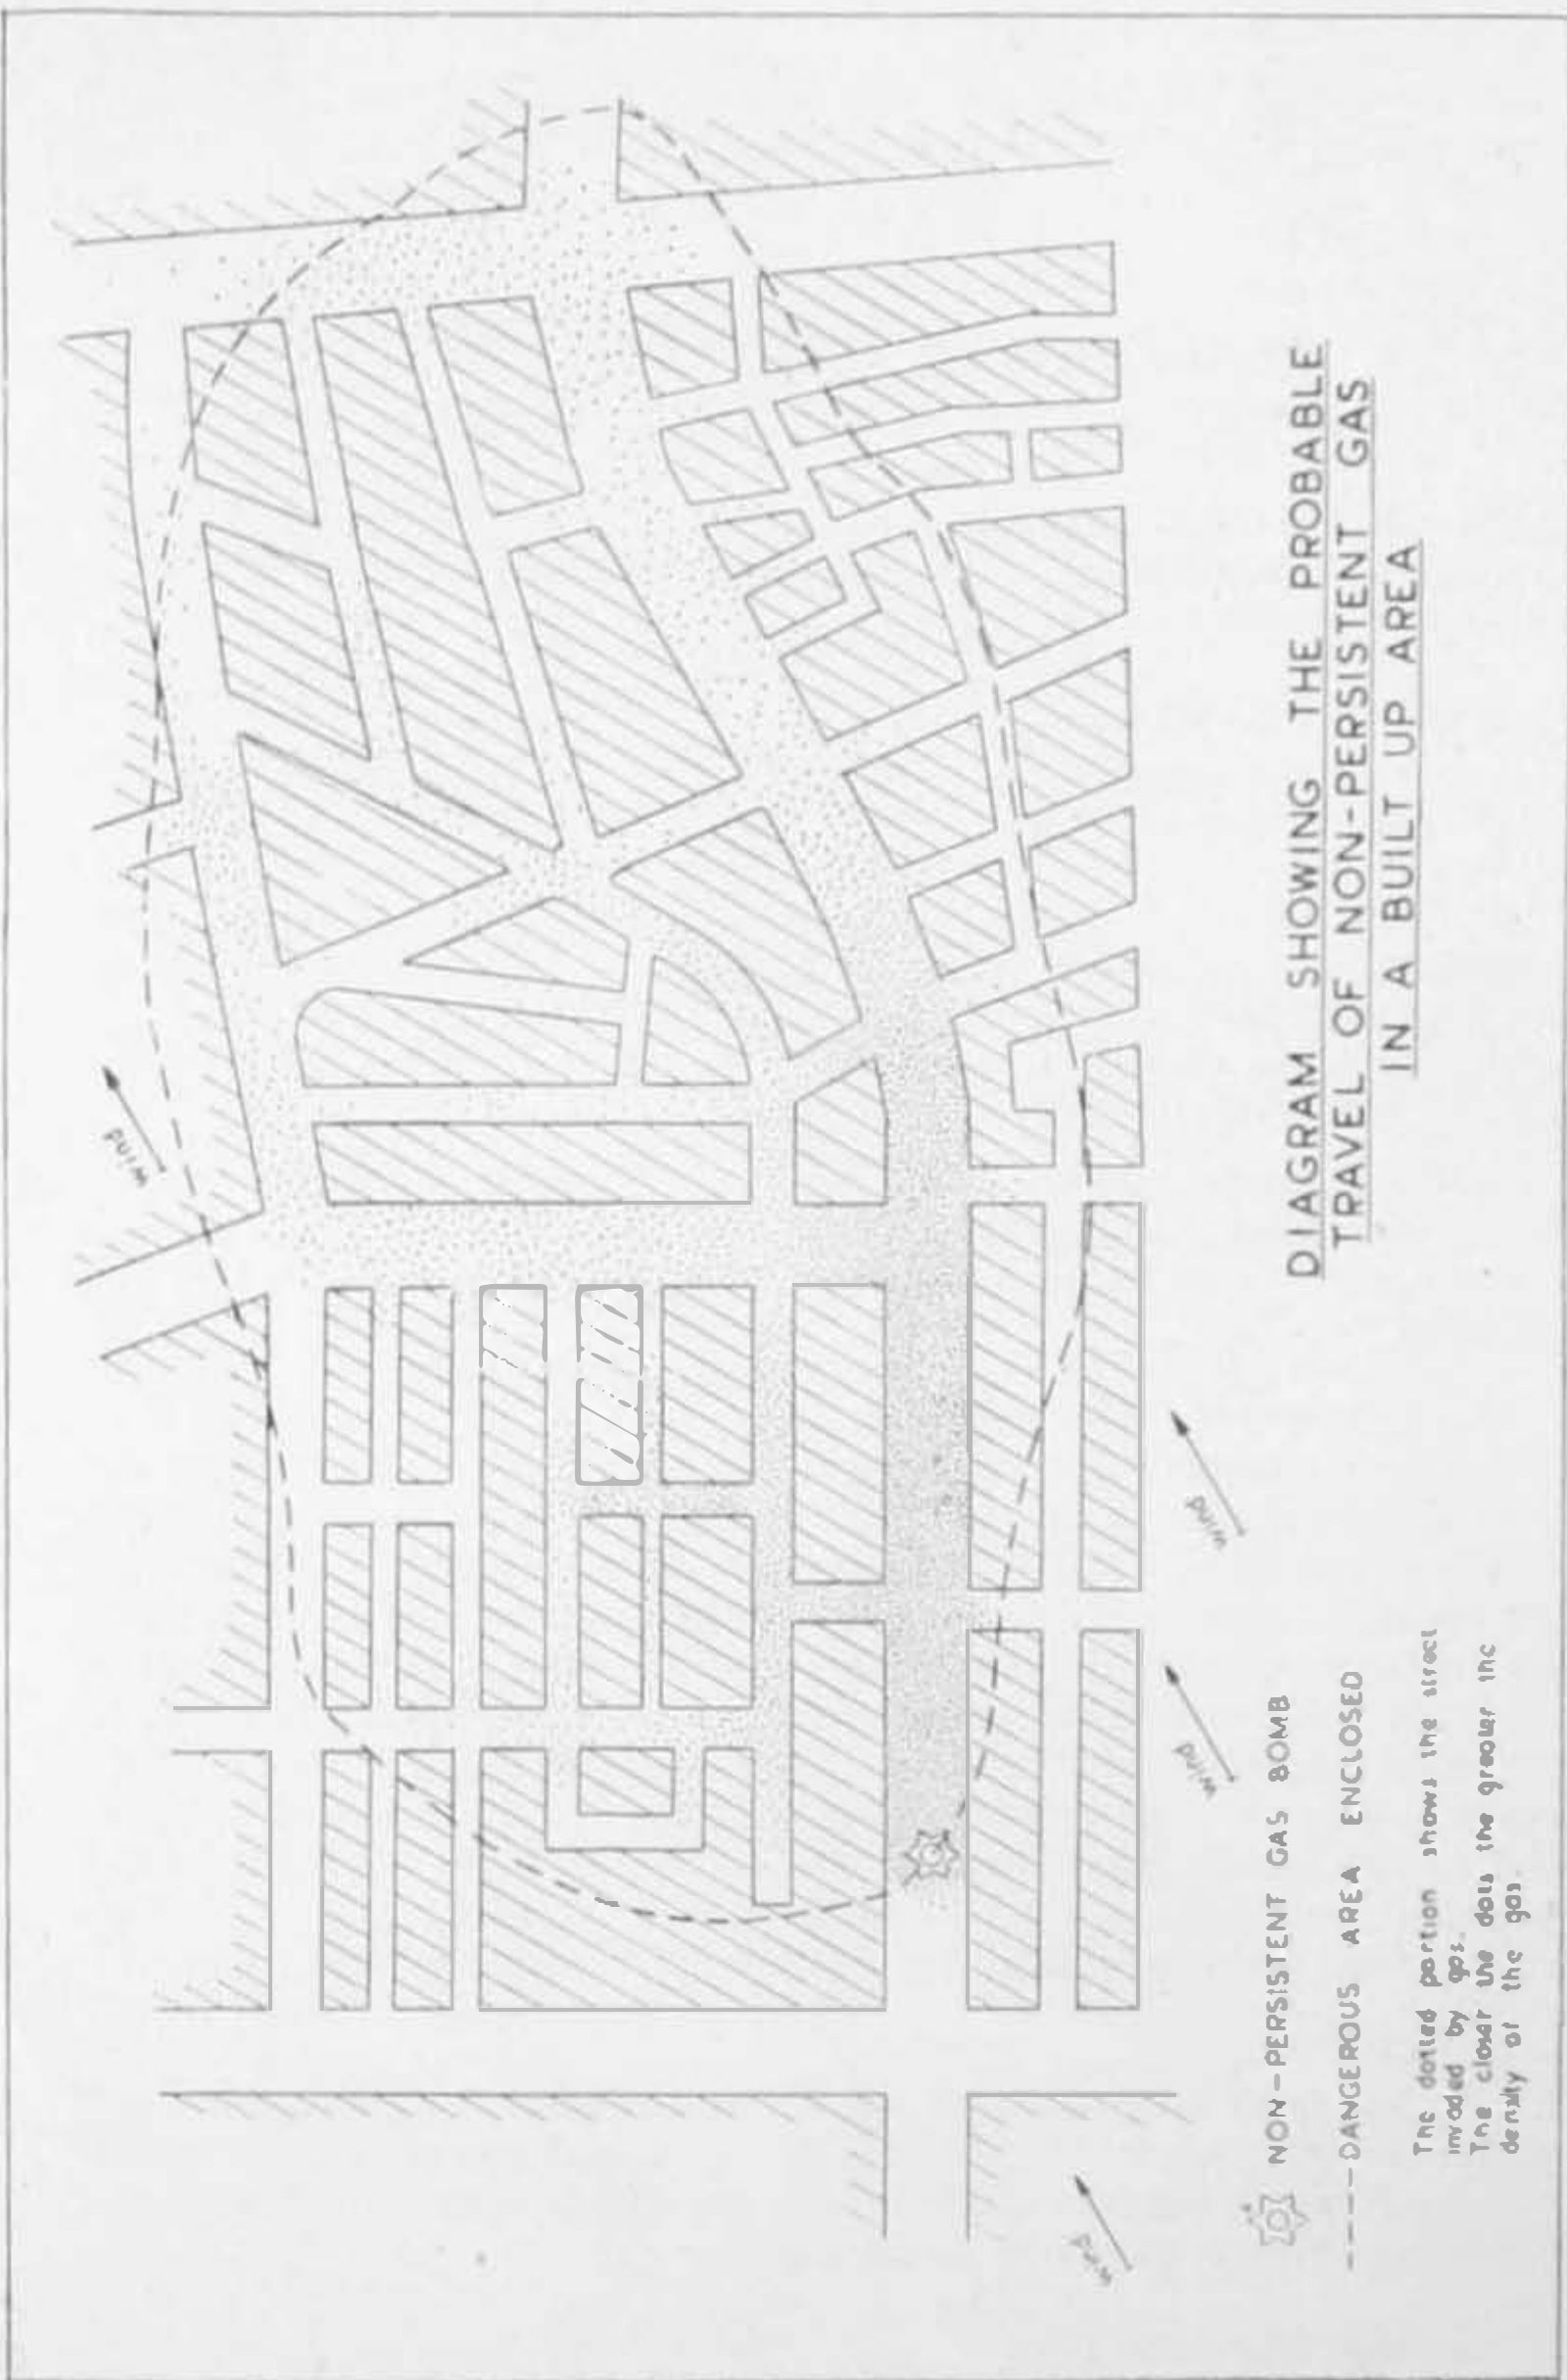 DIAGRAM SHOWING THE PROBABLE
TRAVEL OF NON-PERSISTENT GAS
IN A BUILT UP AREA
wind
wind
wind
wind
NON-PERSISTENT GAS BOMB
DANGEROUS AREA ENCLOSED
The dotted portion shows the street
invaded by gas.
The closer the dots the greater the
density of the gas.